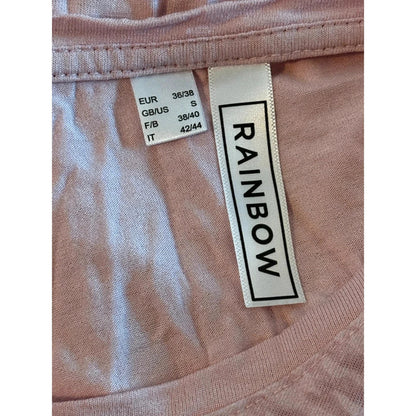 EUR 36/38
GB/US S
F/B 38/40
IT 42/44
RAINBOW